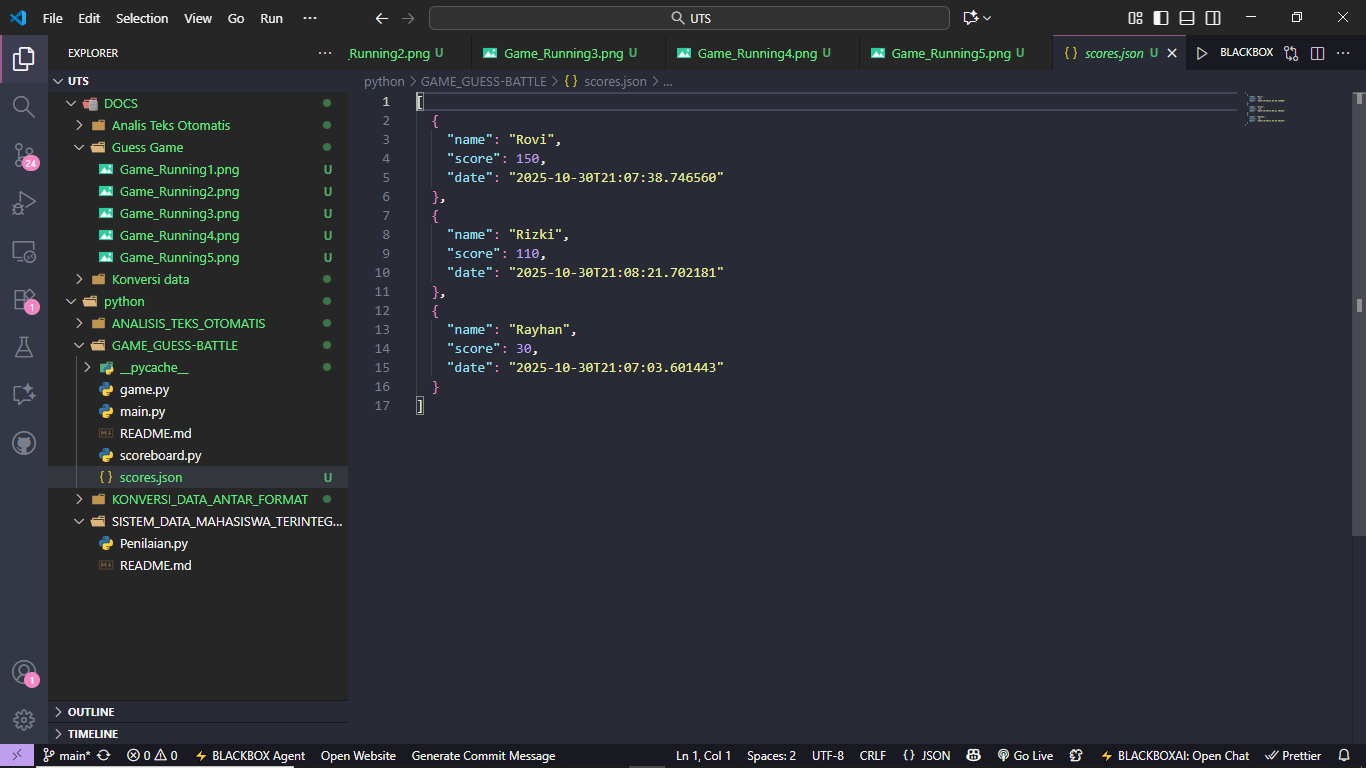 File Edit Selection View Go Run ··· UTS
EXPLORER ···
_Running2.png U Game_Running3.png U Game_Running4.png U Game_Running5.png U {} scores.json U BLACKBOX ···
UTS
python > GAME_GUESS-BATTLE > {} scores.json > ...
DOCS
Analis Teks Otomatis
Guess Game
Game_Running1.png U
Game_Running2.png U
Game_Running3.png U
Game_Running4.png U
Game_Running5.png U
Konversi data
python
ANALISIS_TEKS_OTOMATIS
GAME_GUESS-BATTLE
__pycache__
game.py
main.py
README.md
scoreboard.py
{} scores.json U
KONVERSI_DATA_ANTAR_FORMAT
SISTEM_DATA_MAHASISWA_TERINTEG...
Penilaian.py
README.md
24
1
1
OUTLINE
TIMELINE
1 [
2 {
3 "name": "Rovi",
4 "score": 150,
5 "date": "2025-10-30T21:07:38.746560"
6 },
7 {
8 "name": "Rizki",
9 "score": 110,
10 "date": "2025-10-30T21:08:21.702181"
11 },
12 {
13 "name": "Rayhan",
14 "score": 30,
15 "date": "2025-10-30T21:07:03.601443"
16 }
17 ]
main* 0 0 BLACKBOX Agent Open Website Generate Commit Message Ln 1, Col 1 Spaces: 2 UTF-8 CRLF {} JSON Go Live BLACKBOXAI: Open Chat Prettier